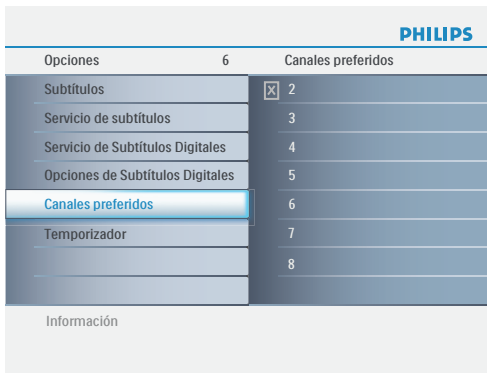 PHILIPS
Opciones 6 Canales preferidos
Subtítulos X 2
Servicio de subtítulos 3
Servicio de Subtítulos Digitales 4
Opciones de Subtítulos Digitales 5
Canales preferidos 6
Temporizador 7
8
Información